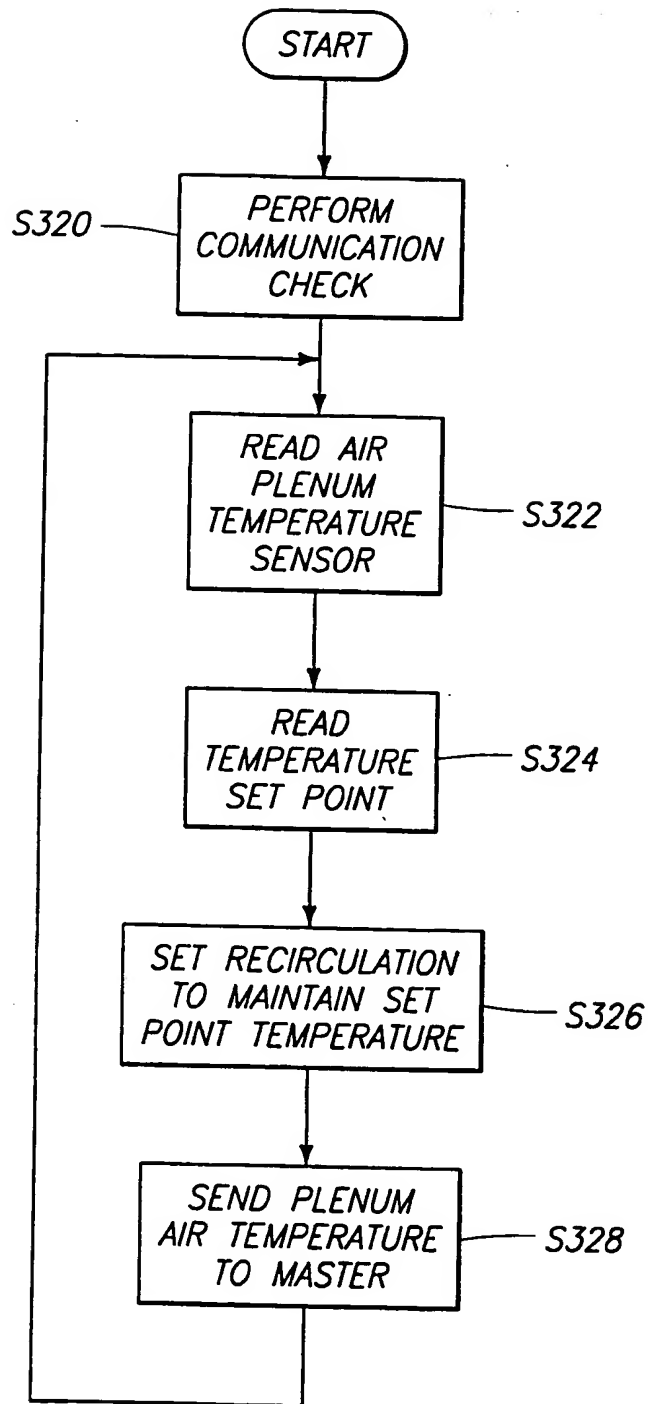 START
S320
PERFORM
COMMUNICATION
CHECK
READ AIR
PLENUM
TEMPERATURE
SENSOR
S322
READ
TEMPERATURE
SET POINT
S324
SET RECIRCULATION
TO MAINTAIN SET
POINT TEMPERATURE
S326
SEND PLENUM
AIR TEMPERATURE
TO MASTER
S328